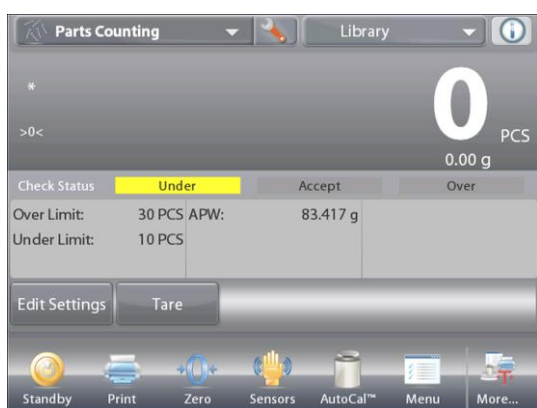 Parts Counting Library
*
0 PCS
>0<
0.00 g
Check Status Under Accept Over
Over Limit: 30 PCS APW: 83.417 g
Under Limit: 10 PCS
Edit Settings Tare
Standby Print Zero Sensors AutoCal™ Menu More...